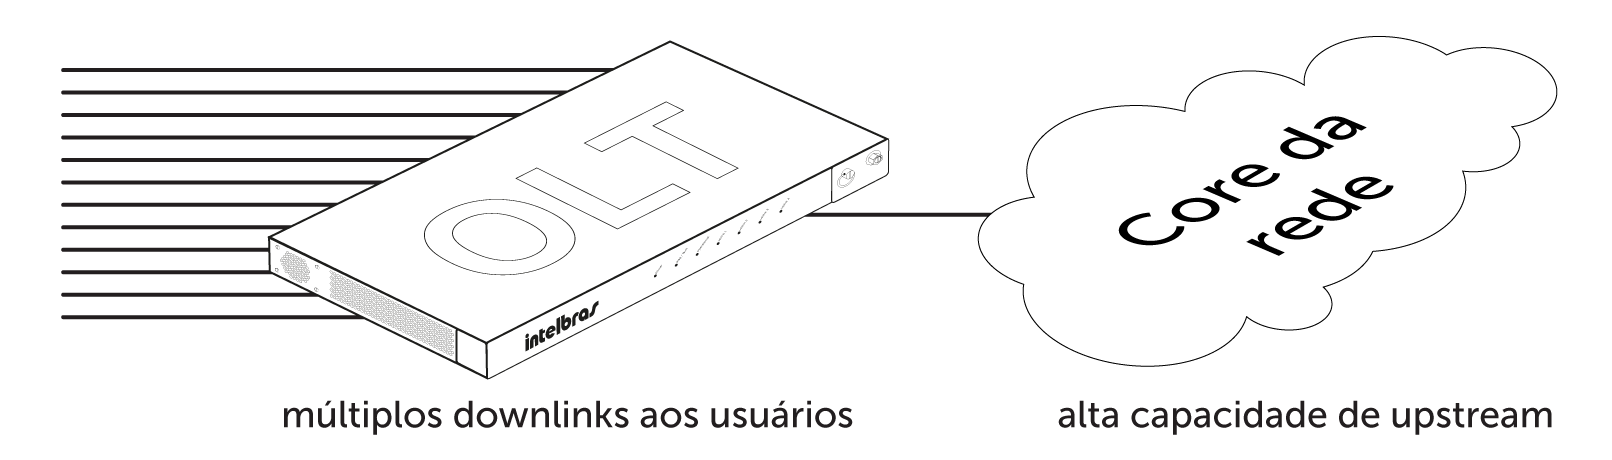 OLT
intelbras
Core da
rede
múltiplos downlinks aos usuários
alta capacidade de upstream